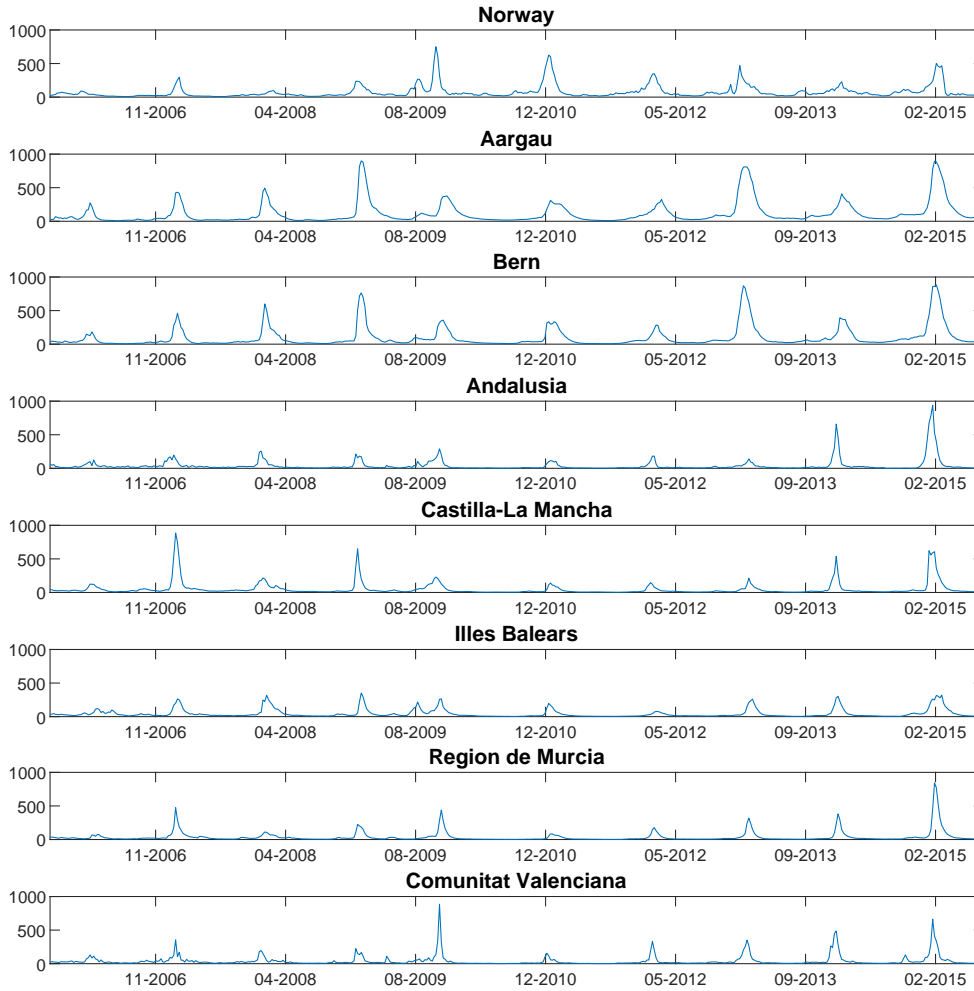 Norway
1000
500
0
11-2006 04-2008 08-2009 12-2010 05-2012 09-2013 02-2015
Aargau
1000
500
0
11-2006 04-2008 08-2009 12-2010 05-2012 09-2013 02-2015
Bern
1000
500
0
11-2006 04-2008 08-2009 12-2010 05-2012 09-2013 02-2015
Andalusia
1000
500
0
11-2006 04-2008 08-2009 12-2010 05-2012 09-2013 02-2015
Castilla-La Mancha
1000
500
0
11-2006 04-2008 08-2009 12-2010 05-2012 09-2013 02-2015
Illes Balears
1000
500
0
11-2006 04-2008 08-2009 12-2010 05-2012 09-2013 02-2015
Region de Murcia
1000
500
0
11-2006 04-2008 08-2009 12-2010 05-2012 09-2013 02-2015
Comunitat Valenciana
1000
500
0
11-2006 04-2008 08-2009 12-2010 05-2012 09-2013 02-2015